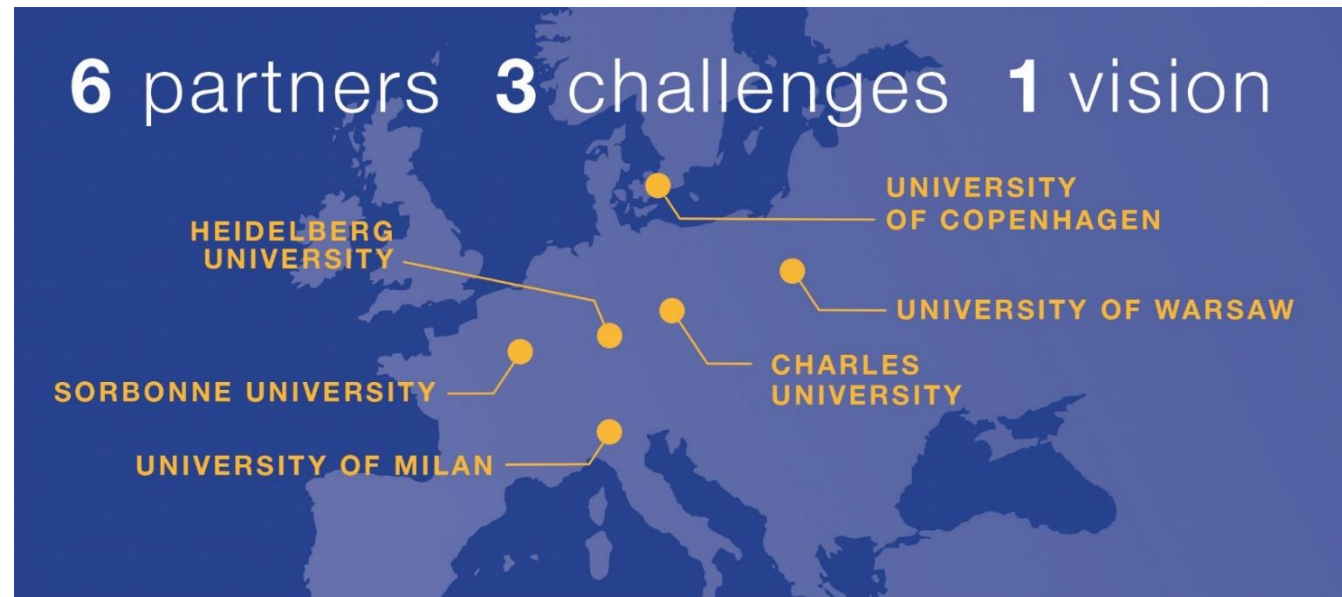 6 partners 3 challenges 1 vision
UNIVERSITY
OF COPENHAGEN
HEIDELBERG
UNIVERSITY
UNIVERSITY OF WARSAW
CHARLES
UNIVERSITY
SORBONNE UNIVERSITY
UNIVERSITY OF MILAN